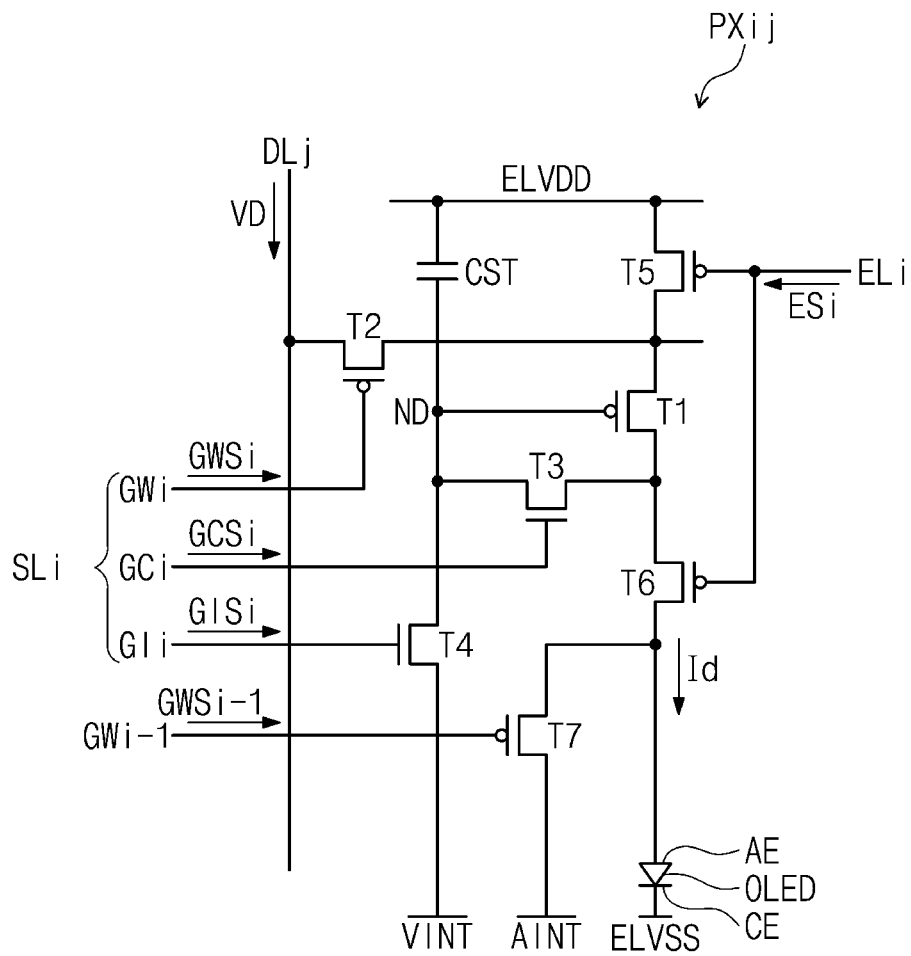 PXij
DLj
ELVDD
VD
CST
T5
ELi
ESi
T2
ND
T1
GWSi
T3
GWi
GCSi
SLi
GCi
T6
GISi
GIi
T4
Id
GWSi-1
GWi-1
T7
AE
OLED
CE
VINT
AINT
ELVSS